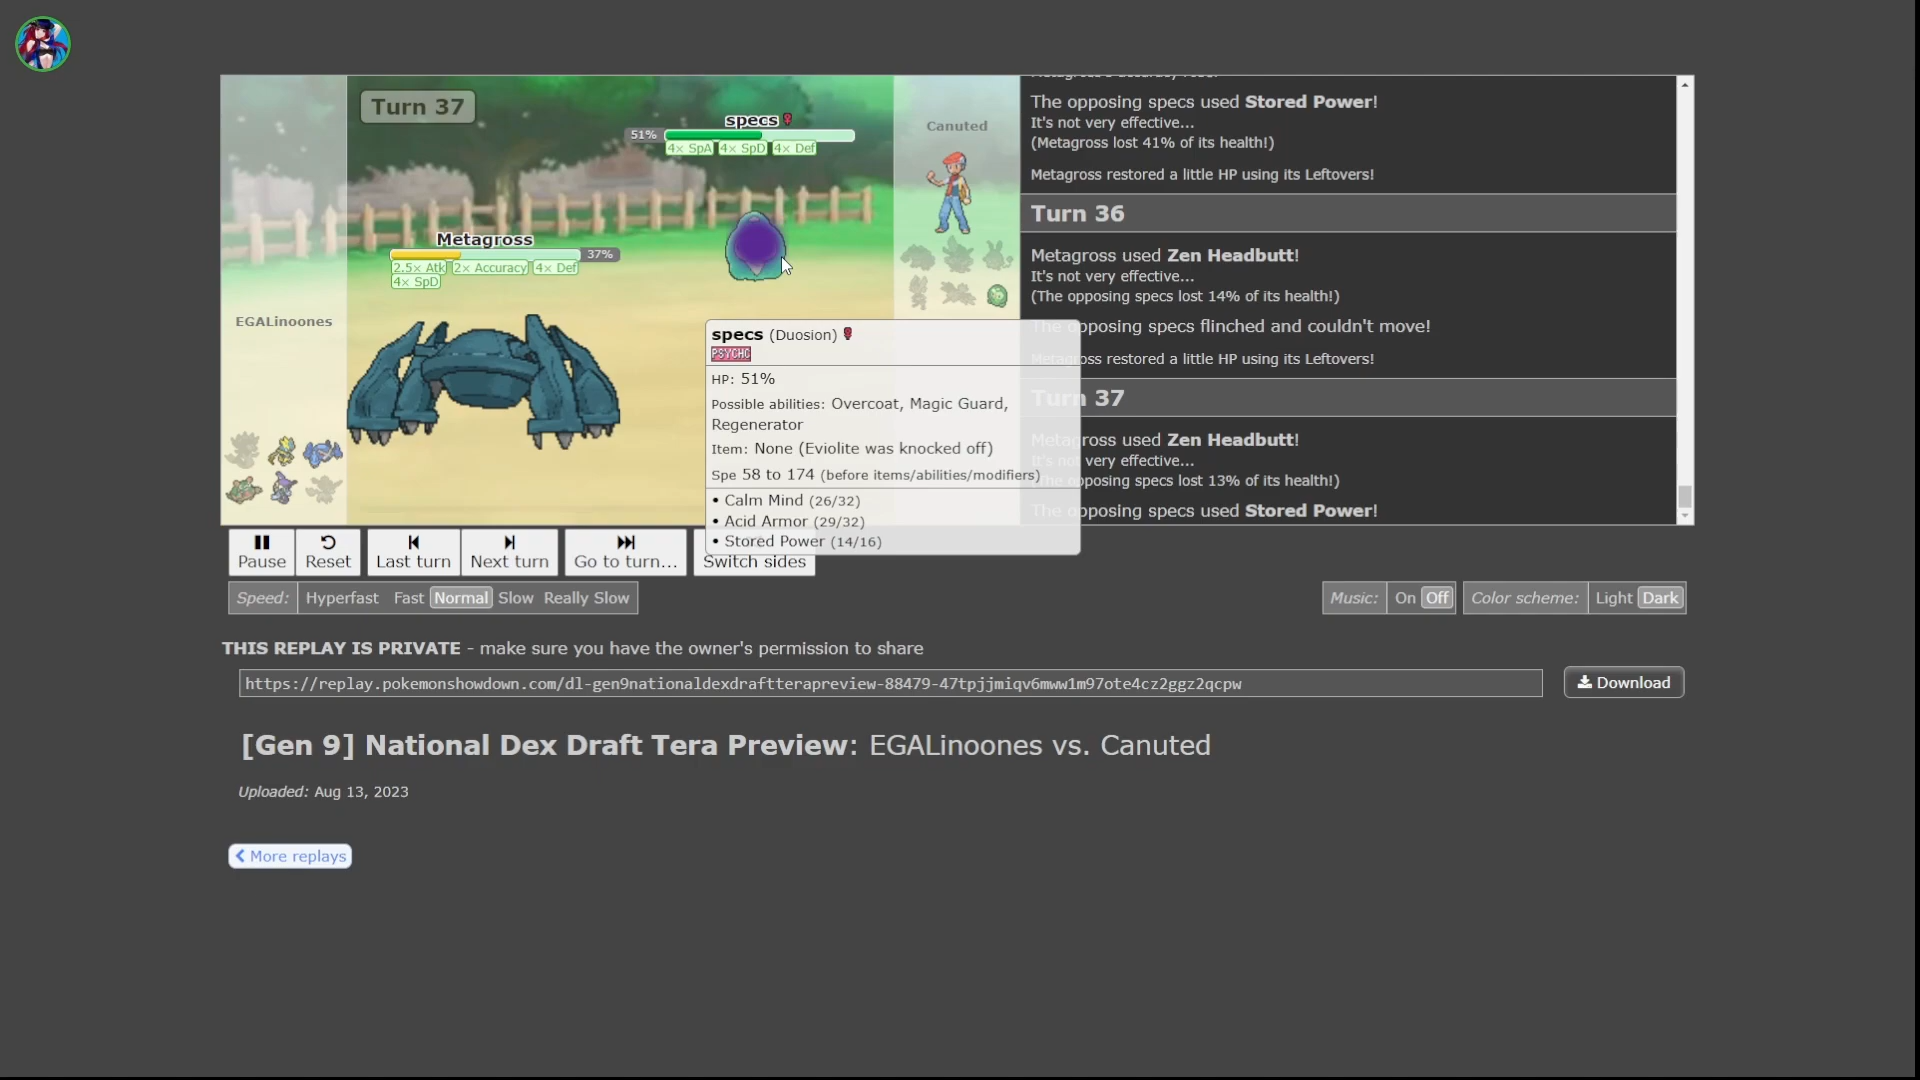 Turn 37
specs
51%
4× SpA 4× SpD 4× Def
Metagross
37%
2.5× Atk 2× Accuracy 4× Def
4× SpD
EGALinoones
Canuted
specs (Duosion)
PSYCHC
HP: 51%
Possible abilities: Overcoat, Magic Guard,
Regenerator
Item: None (Eviolite was knocked off)
Spe 58 to 174 (before items/abilities/modifiers)
• Calm Mind (26/32)
• Acid Armor (29/32)
• Stored Power (14/16)
The opposing specs used Stored Power!
It's not very effective...
(Metagross lost 41% of its health!)
Metagross restored a little HP using its Leftovers!
Turn 36
Metagross used Zen Headbutt!
It's not very effective...
(The opposing specs lost 14% of its health!)
The opposing specs flinched and couldn't move!
Metagross restored a little HP using its Leftovers!
Turn 37
Metagross used Zen Headbutt!
It's not very effective...
(The opposing specs lost 13% of its health!)
The opposing specs used Stored Power!
Pause Reset Last turn Next turn Go to turn... Switch sides
Speed: Hyperfast Fast Normal Slow Really Slow
Music: On Off Color scheme: Light Dark
THIS REPLAY IS PRIVATE - make sure you have the owner's permission to share
https://replay.pokemonshowdown.com/dl-gen9nationaldexdraftterapreview-88479-47tpjjmiqv6mww1m97ote4cz2ggz2qcpw
Download
[Gen 9] National Dex Draft Tera Preview: EGALinoones vs. Canuted
Uploaded: Aug 13, 2023
More replays